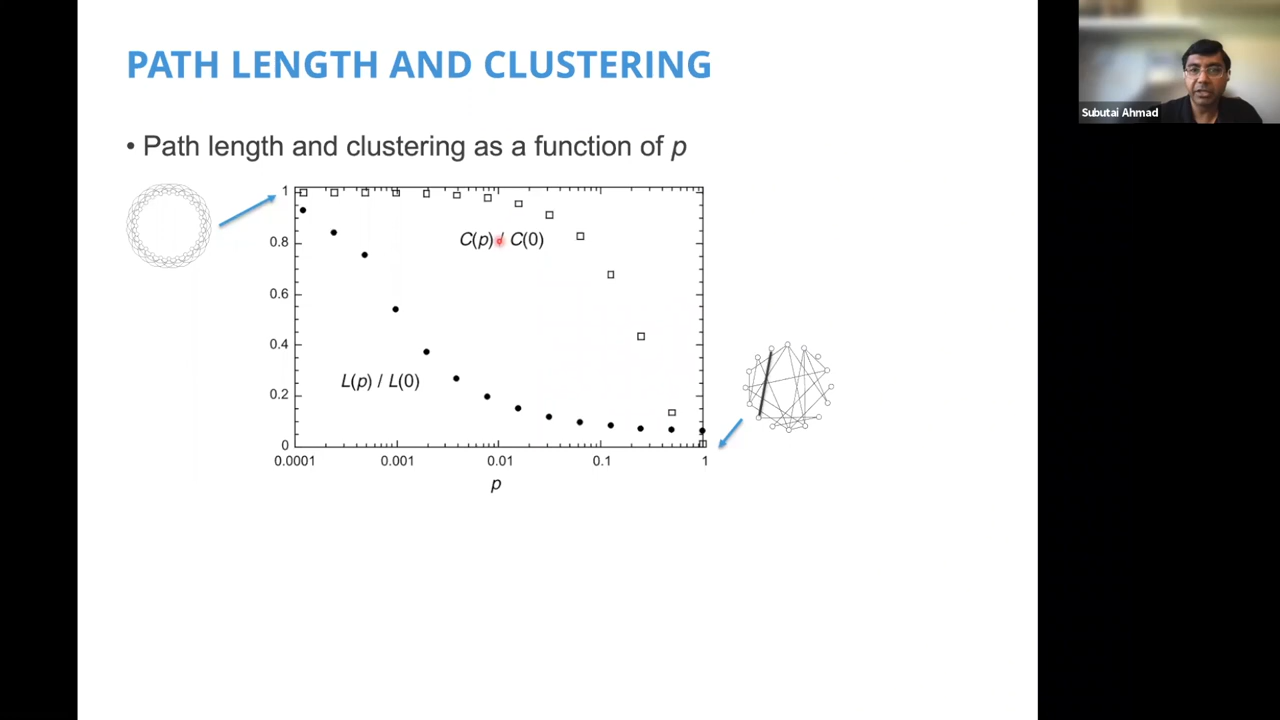 PATH LENGTH AND CLUSTERING
Subutai Ahmad
• Path length and clustering as a function of p
1
0.8
C(p) / C(0)
0.6
0.4
L(p) / L(0)
0.2
0
0.0001 0.001 0.01 0.1 1
p